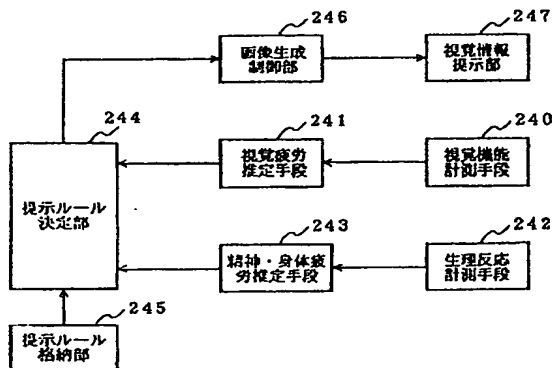 246
画像生成
制御部
247
視覚情報
提示部
244
提示ルール
決定部
241
視覚疲労
推定手段
240
視覚機能
計測手段
243
精神・身体疲
労推定手段
242
生理反応
計測手段
245
提示ルール
格納部